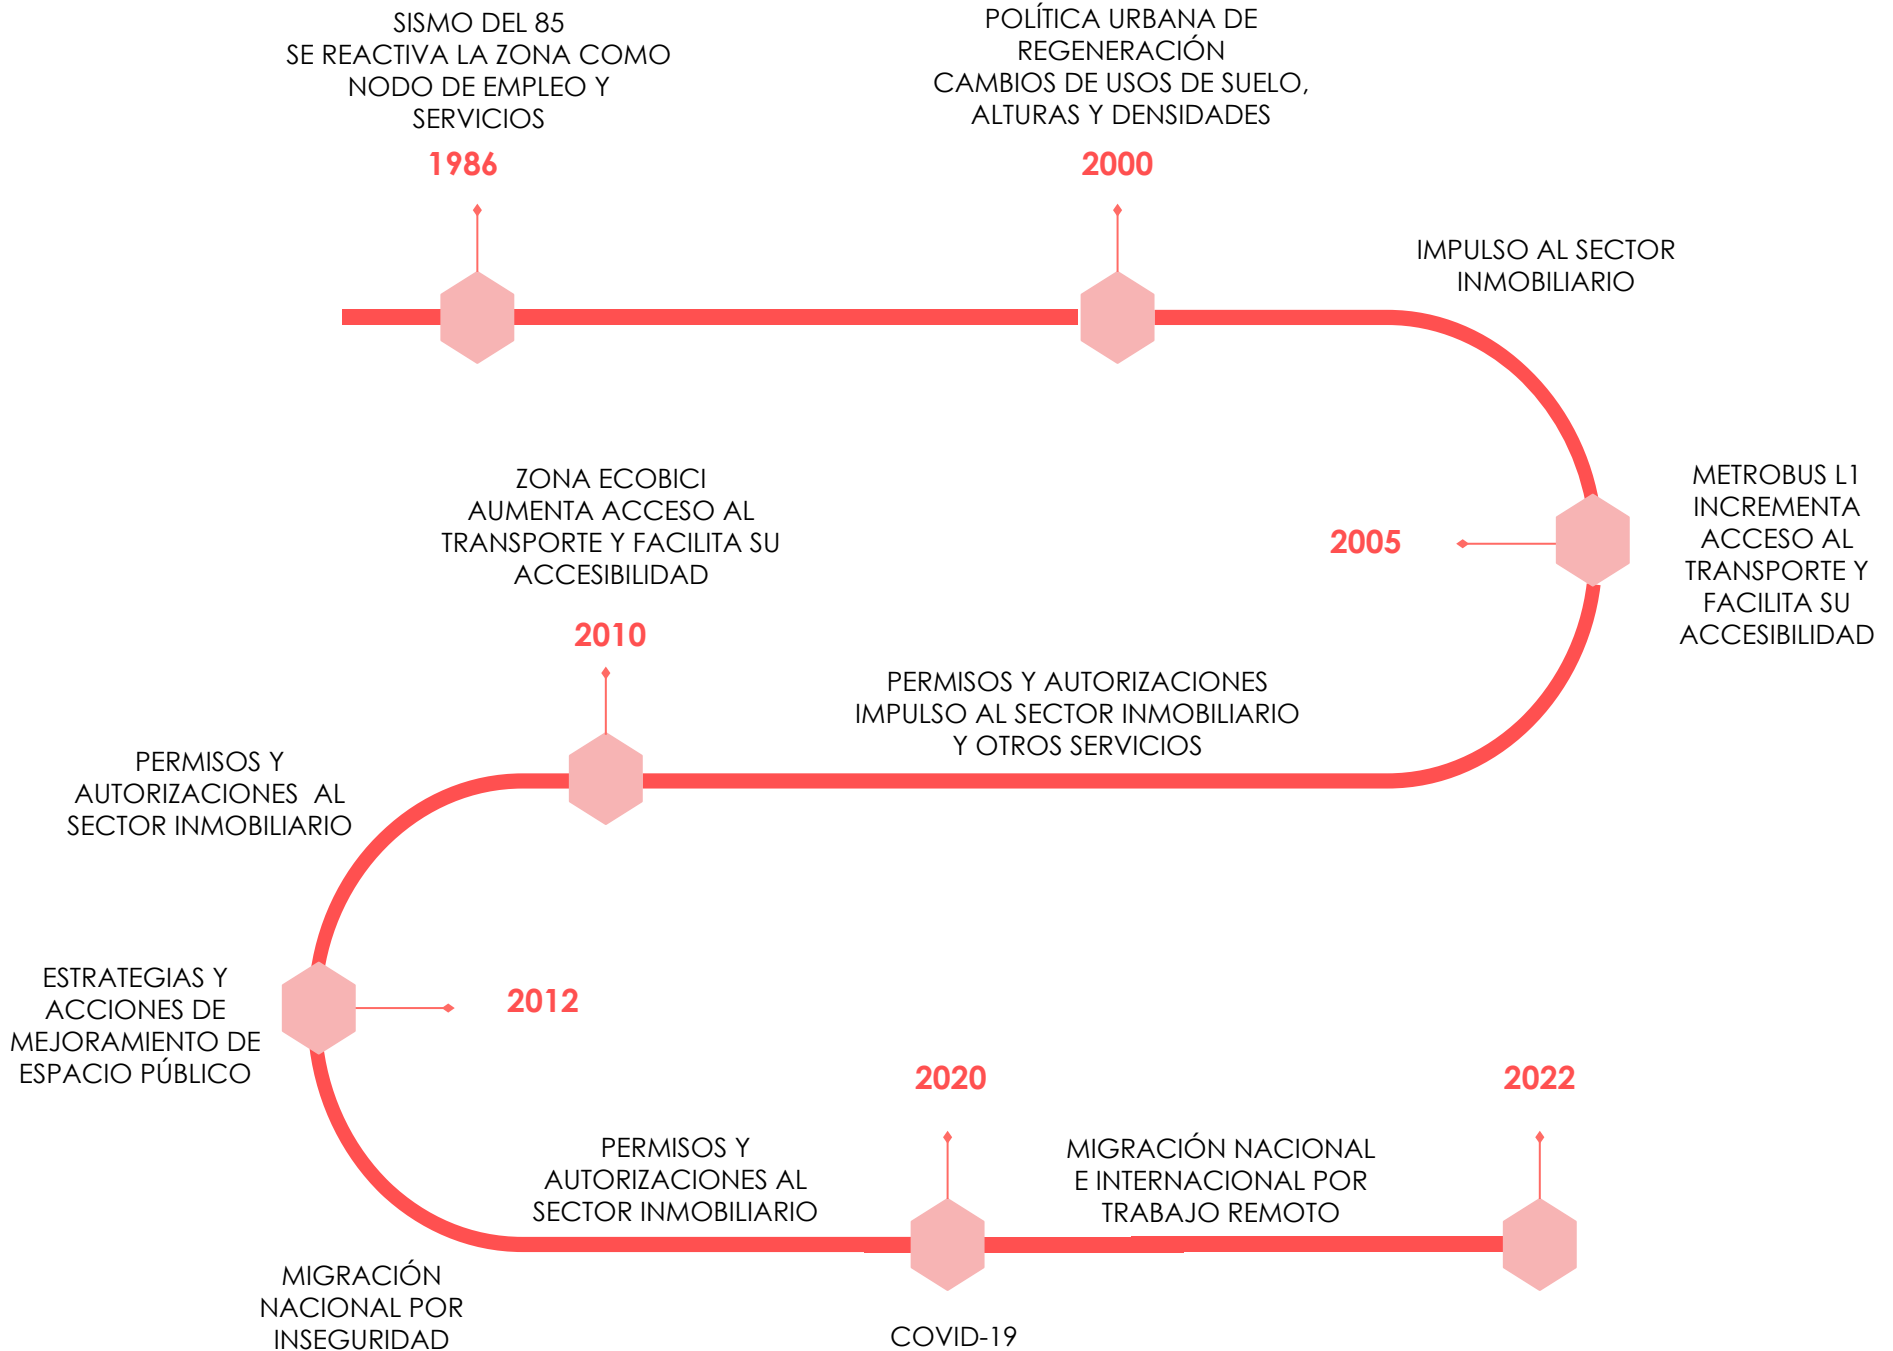 SISMO DEL 85
SE REACTIVA LA ZONA COMO
NODO DE EMPLEO Y
SERVICIOS
1986
POLÍTICA URBANA DE
REGENERACIÓN
CAMBIOS DE USOS DE SUELO,
ALTURAS Y DENSIDADES
2000
IMPULSO AL SECTOR
INMOBILIARIO
METROBUS L1
INCREMENTA
ACCESO AL
TRANSPORTE Y
FACILITA SU
ACCESIBILIDAD
2005
PERMISOS Y AUTORIZACIONES
IMPULSO AL SECTOR INMOBILIARIO
Y OTROS SERVICIOS
ZONA ECOBICI
AUMENTA ACCESO AL
TRANSPORTE Y FACILITA SU
ACCESIBILIDAD
2010
PERMISOS Y
AUTORIZACIONES AL
SECTOR INMOBILIARIO
ESTRATEGIAS Y
ACCIONES DE
MEJORAMIENTO DE
ESPACIO PÚBLICO
2012
MIGRACIÓN
NACIONAL POR
INSEGURIDAD
PERMISOS Y
AUTORIZACIONES AL
SECTOR INMOBILIARIO
2020
COVID-19
MIGRACIÓN NACIONAL
E INTERNACIONAL POR
TRABAJO REMOTO
2022